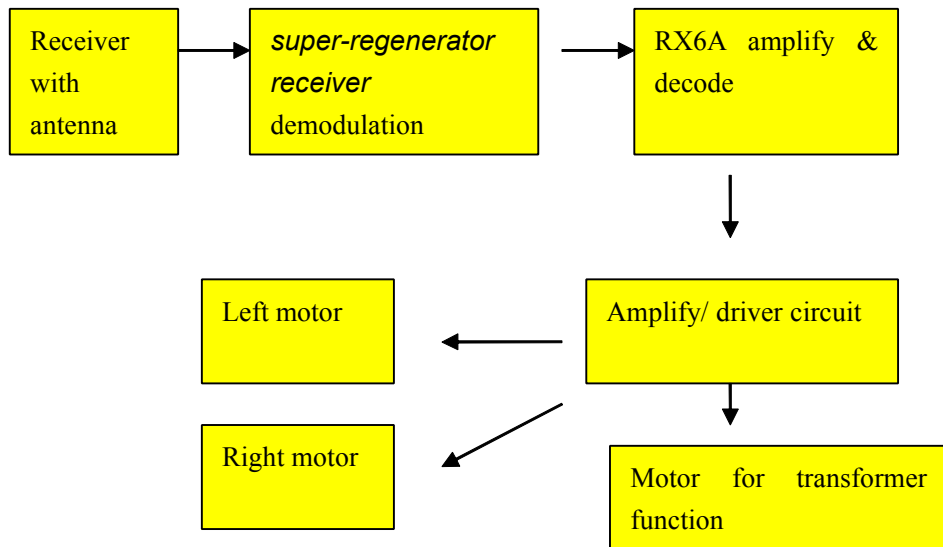 Receiver
with
antenna
super-regenerator
receiver
demodulation
RX6A amplify &
decode
Left motor
Amplify/ driver circuit
Right motor
Motor for transformer
function